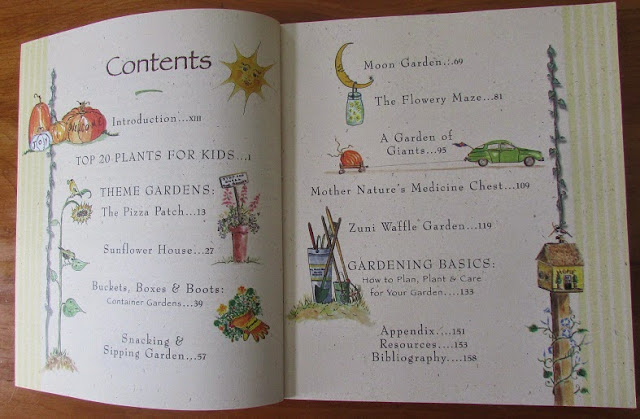 Contents
Introduction...xiii
TOP 20 PLANTS FOR KIDS...1
THEME GARDENS:
The Pizza Patch...13
Sunflower House...27
Buckets, Boxes & Boots:
Container Gardens...39
Snacking &
Sipping Garden...57
Moon Garden...69
The Flowery Maze...81
A Garden of
Giants...95
Mother Nature's Medicine Chest...109
Zuni Waffle Garden...119
GARDENING BASICS:
How to Plan, Plant & Care
for Your Garden....133
Appendix....151
Resources...153
Bibliography....158